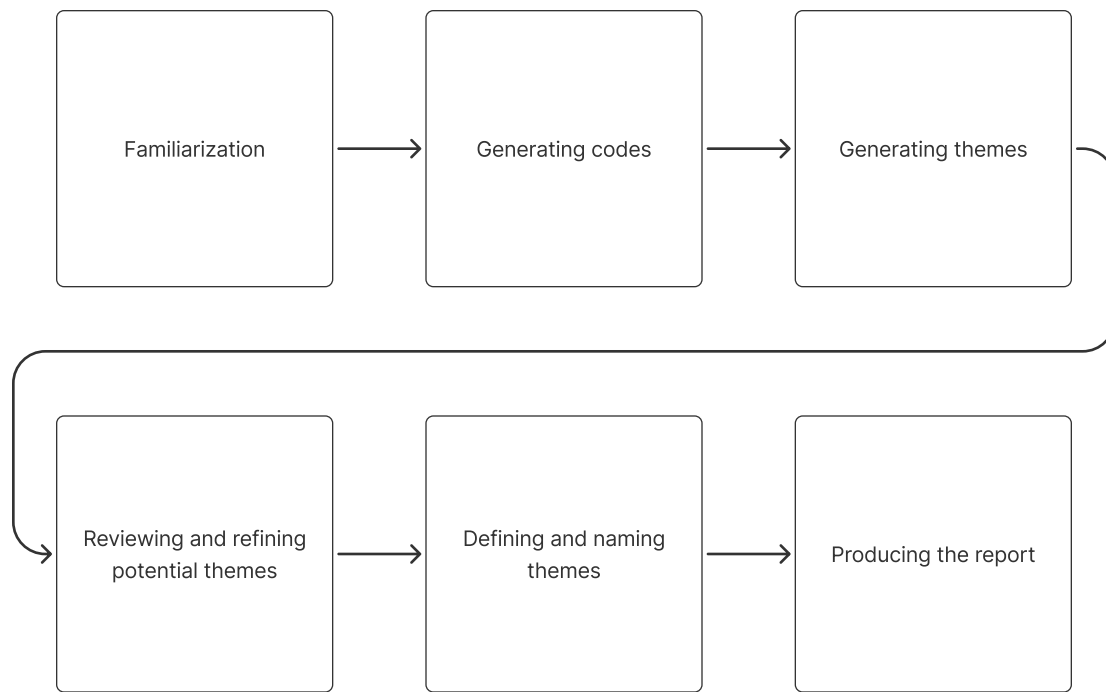 Familiarization
Generating codes
Generating themes
Reviewing and refining
potential themes
Defining and naming
themes
Producing the report